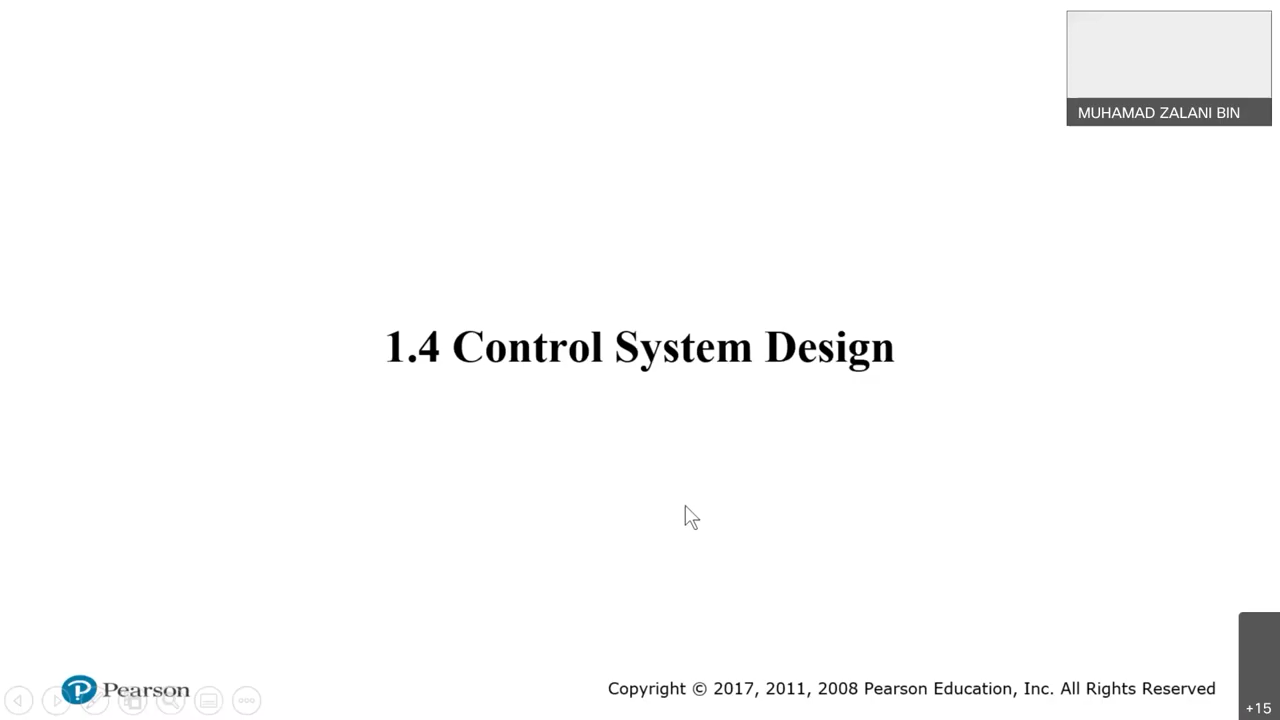 MUHAMAD ZALANI BIN
1.4 Control System Design
Pearson
Copyright © 2017, 2011, 2008 Pearson Education, Inc. All Rights Reserved
+15